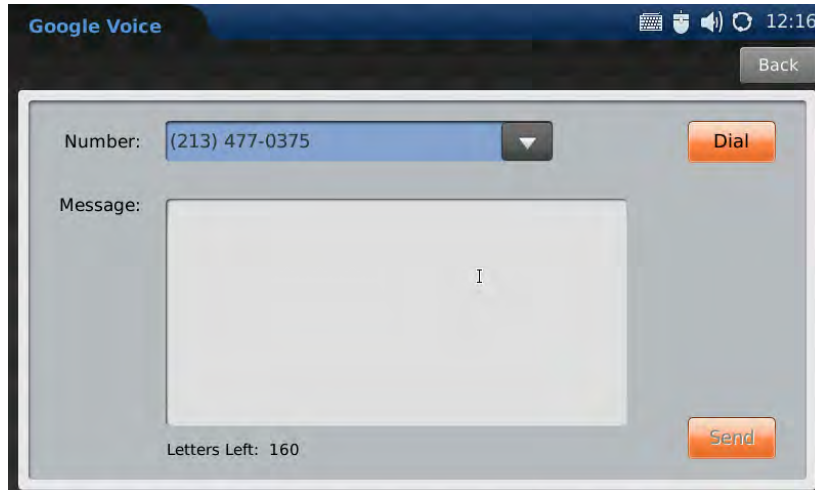 Google Voice 12:16
Back
Number: (213) 477-0375 Dial
Message:
Letters Left: 160
Send